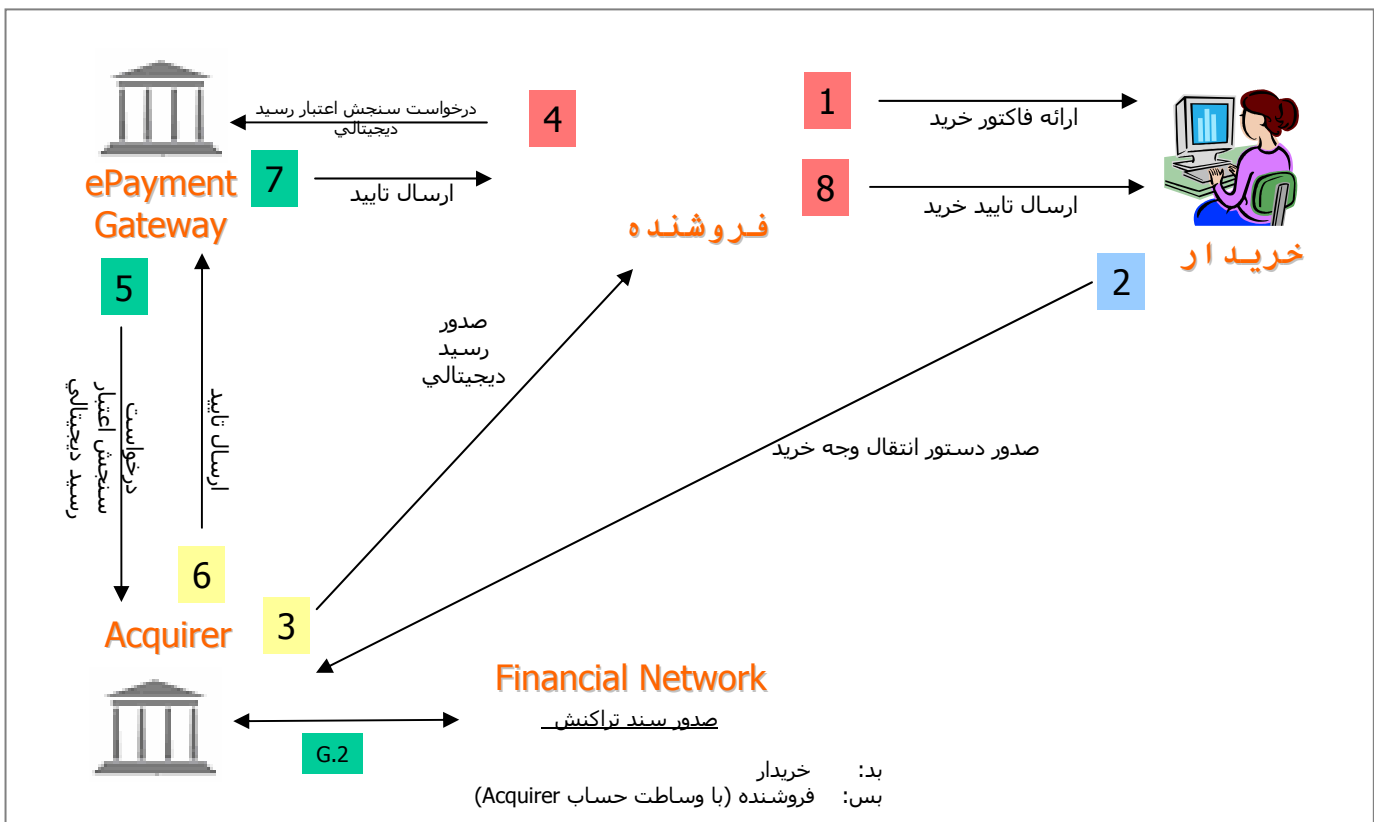 درخواست سنجش اعتبار رسيد
ديجيتالي
4
1
ارائه فاكتور خريد
ePayment
Gateway
7
ارسال تاييد
8
ارسال تاييد خريد
فروشنده
خريدار
5
2
صدور
رسيد
ديجيتالي
درخواست
سنجش اعتبار
رسيد ديجيتالي
ارسال تاييد
صدور دستور انتقال وجه خريد
6
3
Acquirer
Financial Network
صدور سند تراكنش
G.2
بد: خريدار
بس: فروشنده (با وساطت حساب Acquirer)